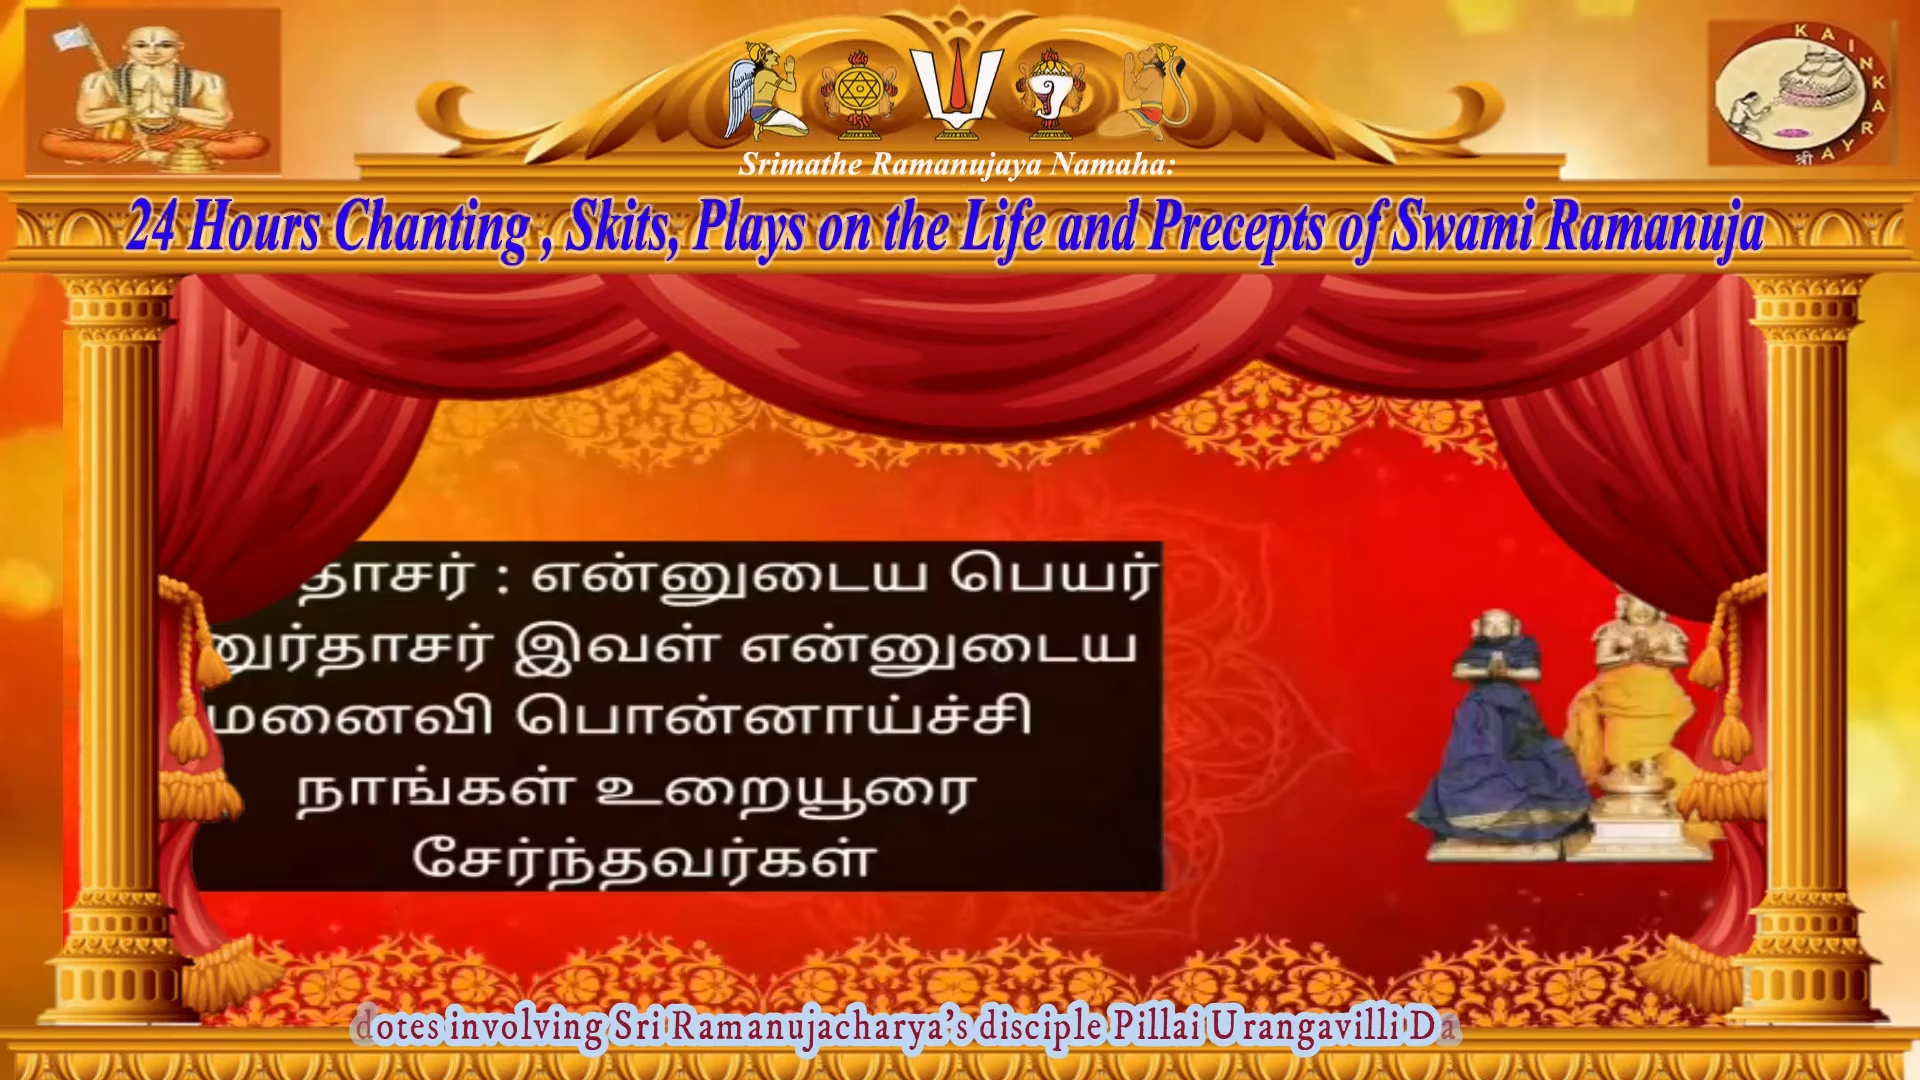 KAINKARYA
श्री
Srimathe Ramanujaya Namaha:
24 Hours Chanting , Skits, Plays on the Life and Precepts of Swami Ramanuja
தாசர் : என்னுடைய பெயர்
னுர்தாசர் இவள் என்னுடைய
மனைவி பொன்னாய்ச்சி
நாங்கள் உறையூரை
சேர்ந்தவர்கள்
dotes involving Sri Ramanujacharya's disciple Pillai Urangavilli Da